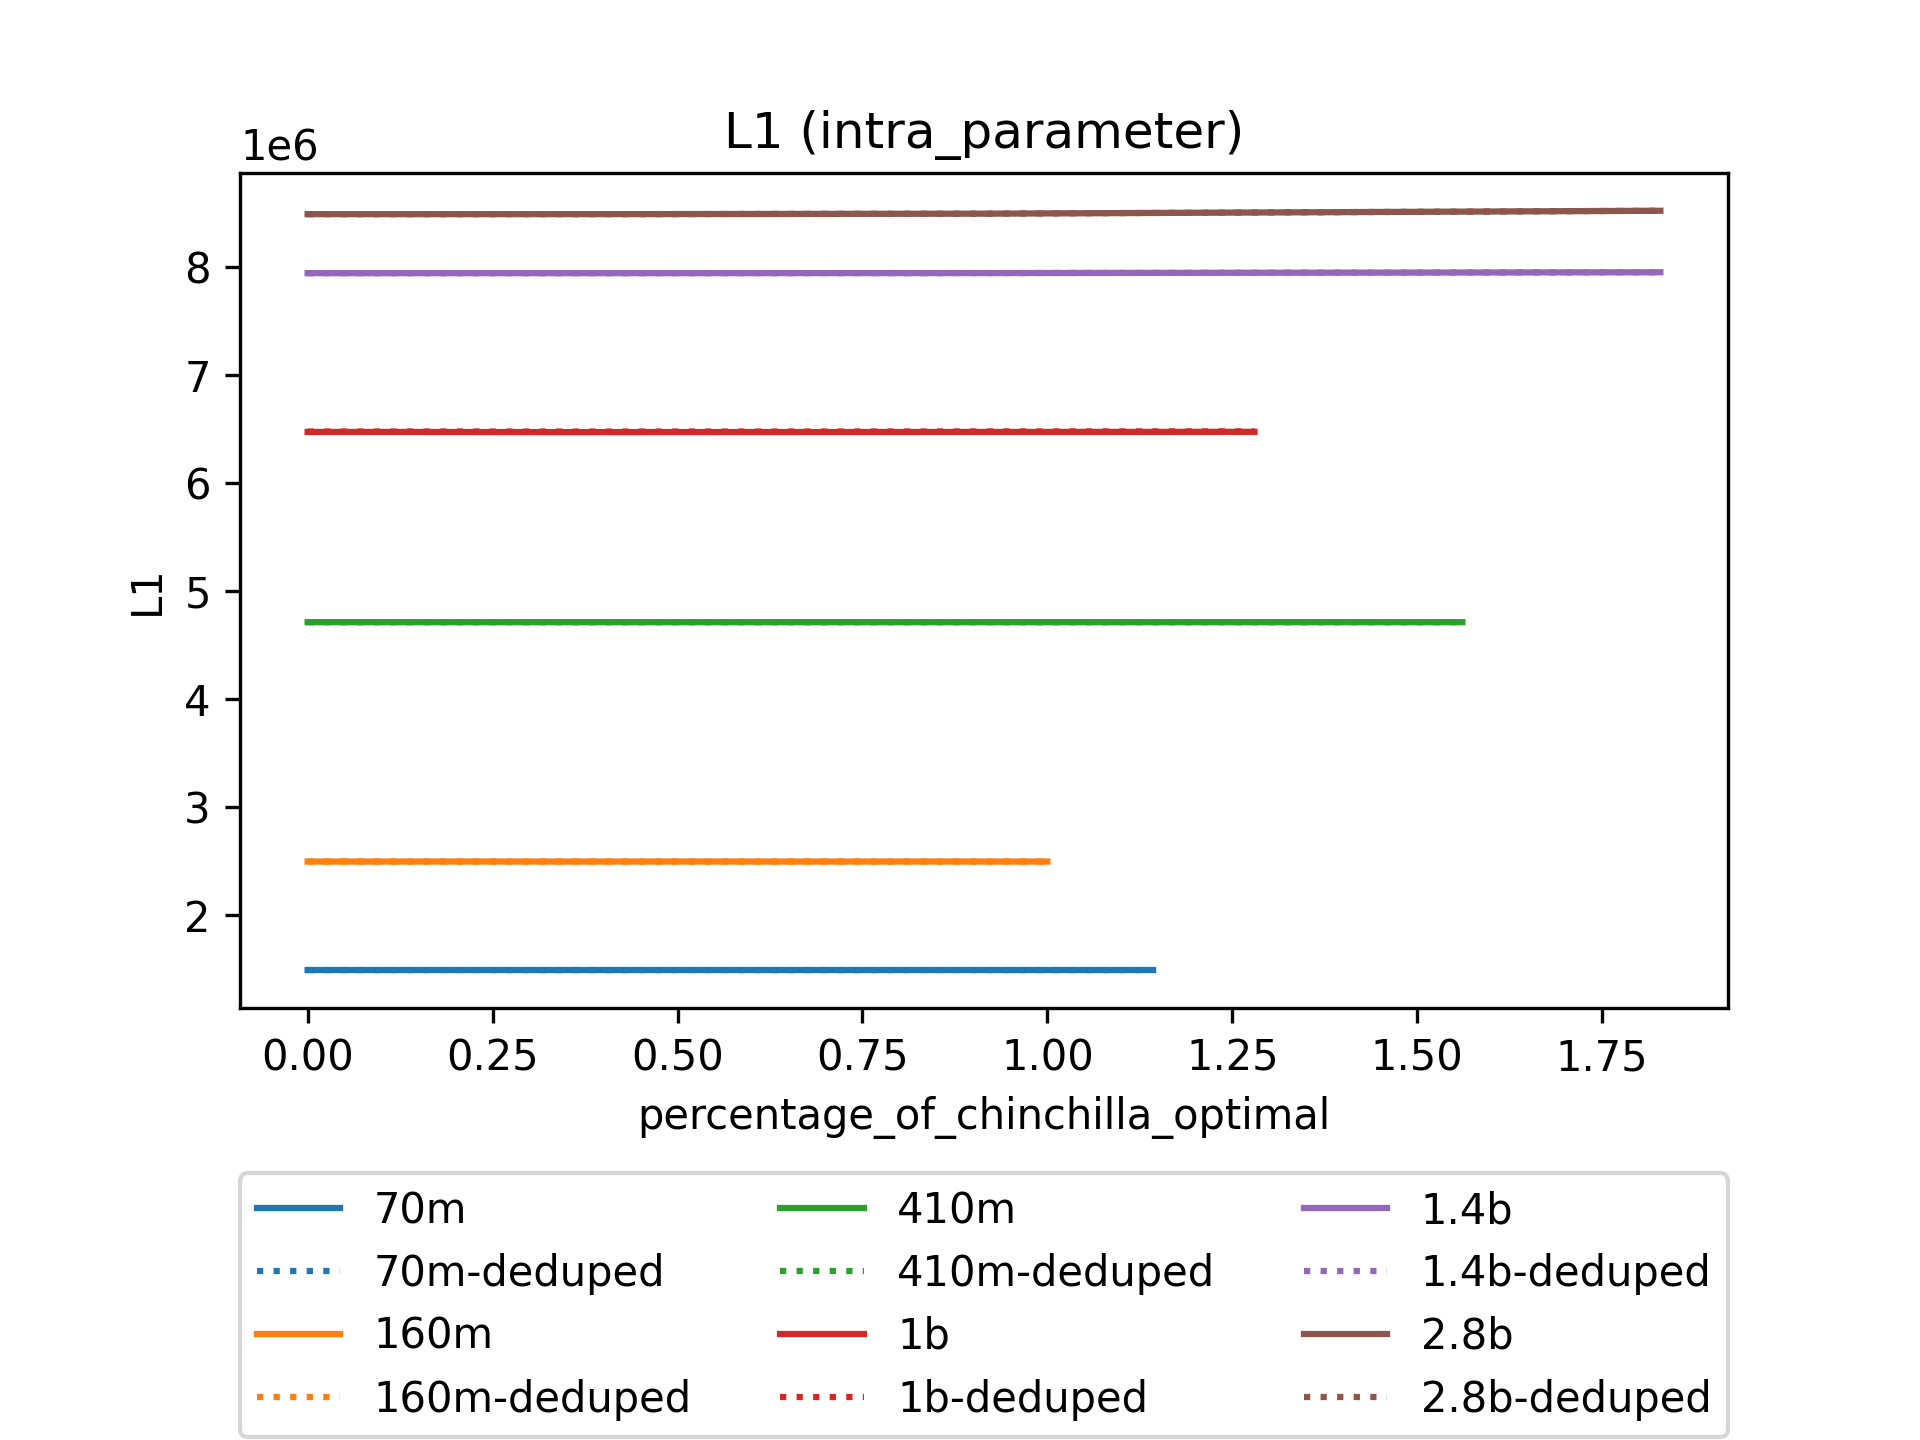 L1 (intra_parameter)
1e6
8
7
6
5
4
3
2
L1
0.00 0.25 0.50 0.75 1.00 1.25 1.50 1.75
percentage_of_chinchilla_optimal
70m
70m-deduped
160m
160m-deduped
410m
410m-deduped
1b
1b-deduped
1.4b
1.4b-deduped
2.8b
2.8b-deduped